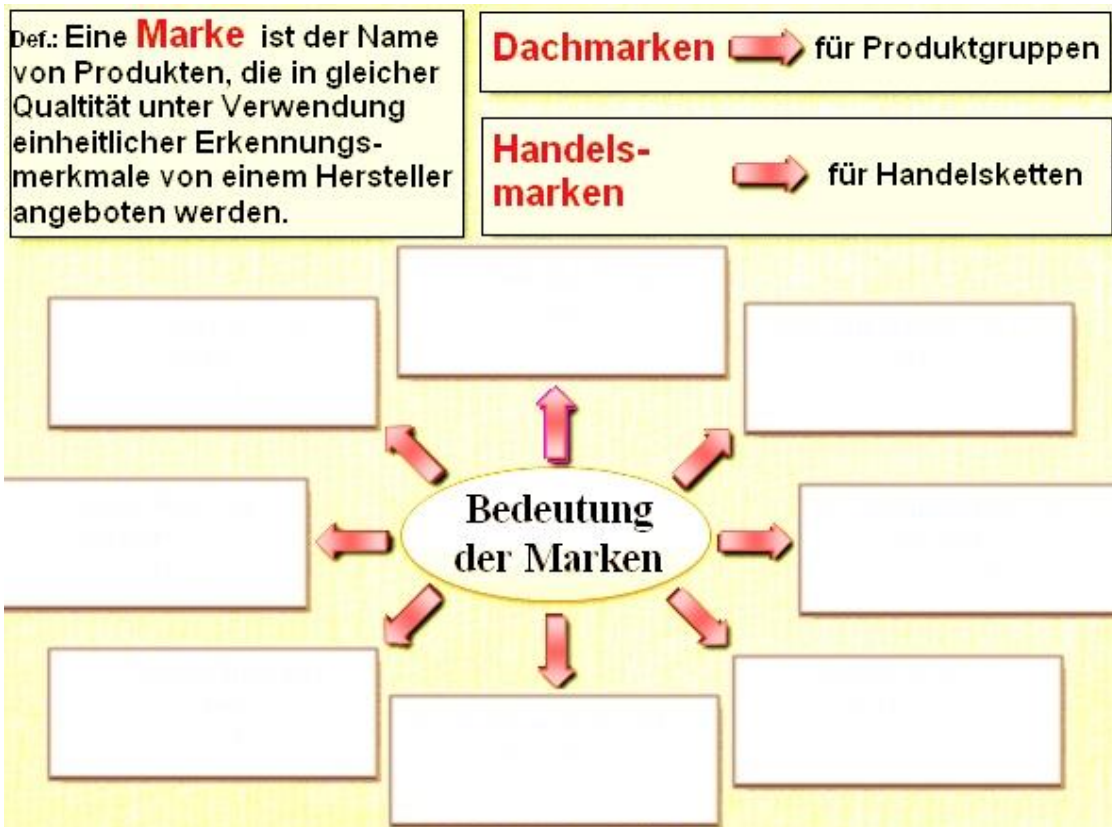 Def.: Eine Marke ist der Name
von Produkten, die in gleicher
Qualtität unter Verwendung
einheitlicher Erkennungs-
merkmale von einem Hersteller
angeboten werden.
Dachmarken für Produktgruppen
Handels-
marken
für Handelsketten
Bedeutung
der Marken